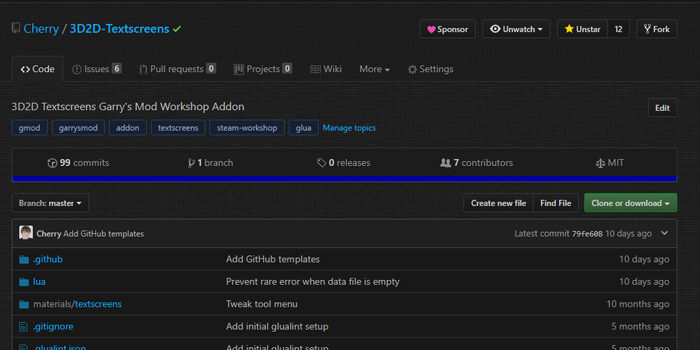 Cherry / 3D2D-Textscreens
Sponsor Unwatch Unstar 12 Fork
Code Issues 6 Pull requests 0 Projects 0 Wiki More Settings
3D2D Textscreens Garry's Mod Workshop Addon Edit
gmod garrysmod addon textscreens steam-workshop glua Manage topics
99 commits 1 branch 0 releases 7 contributors MIT
Branch: master Create new file Find File Clone or download
Cherry Add GitHub templates Latest commit 79fe608 10 days ago
.github Add GitHub templates 10 days ago
lua Prevent rare error when data file is empty 10 days ago
materials/textscreens Tweak tool menu 10 months ago
.gitignore Add initial glualint setup 5 months ago
.glualint.json Add initial glualint setup 5 months ago